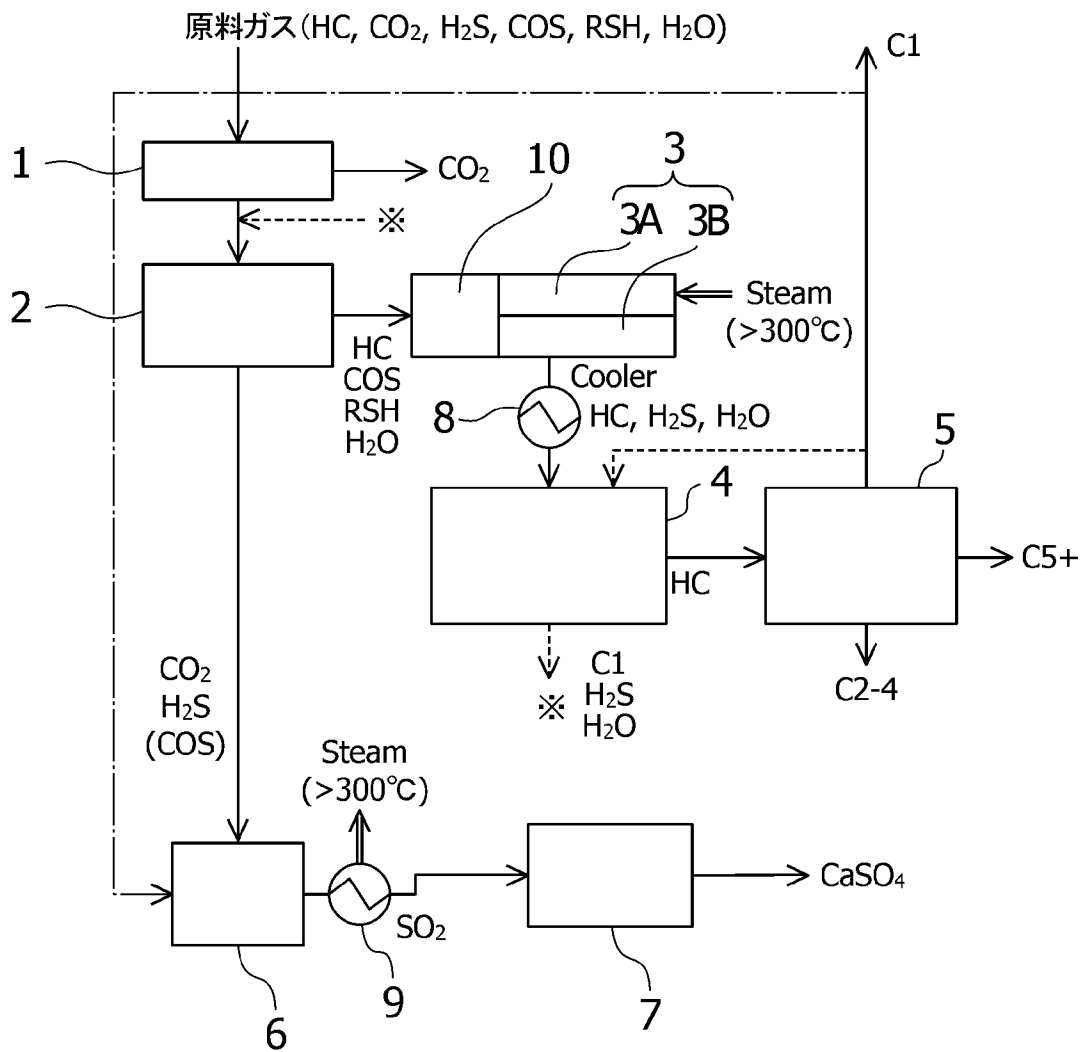 原料ガス(HC, CO₂, H₂S, COS, RSH, H₂O)
C1
1
CO₂
10
3
3A
3B
※
2
Steam
(>300℃)
HC
COS
RSH
H₂O
Cooler
8
HC, H₂S, H₂O
4
5
HC
C5+
C2-4
※
C1
H₂S
H₂O
CO₂
H₂S
(COS)
Steam
(>300℃)
SO₂
CaSO₄
6
9
7